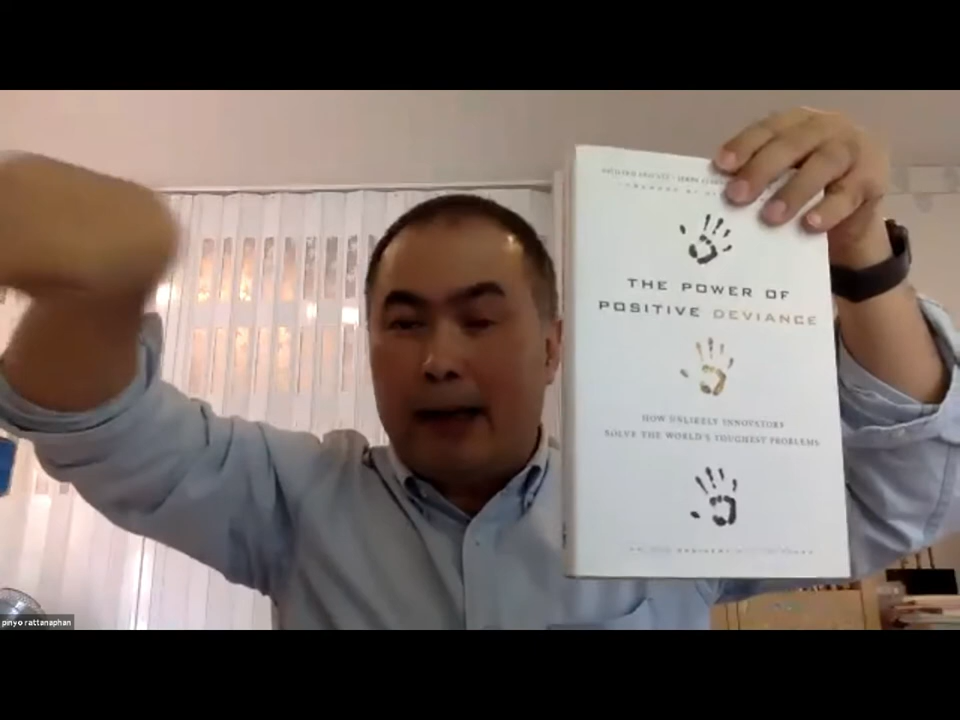 THE POWER OF
POSITIVE DEVIANCE
HOW UNLIKELY INNOVATORS
SOLVE THE WORLD'S TOUGHEST PROBLEMS
pinyo rattanaphan